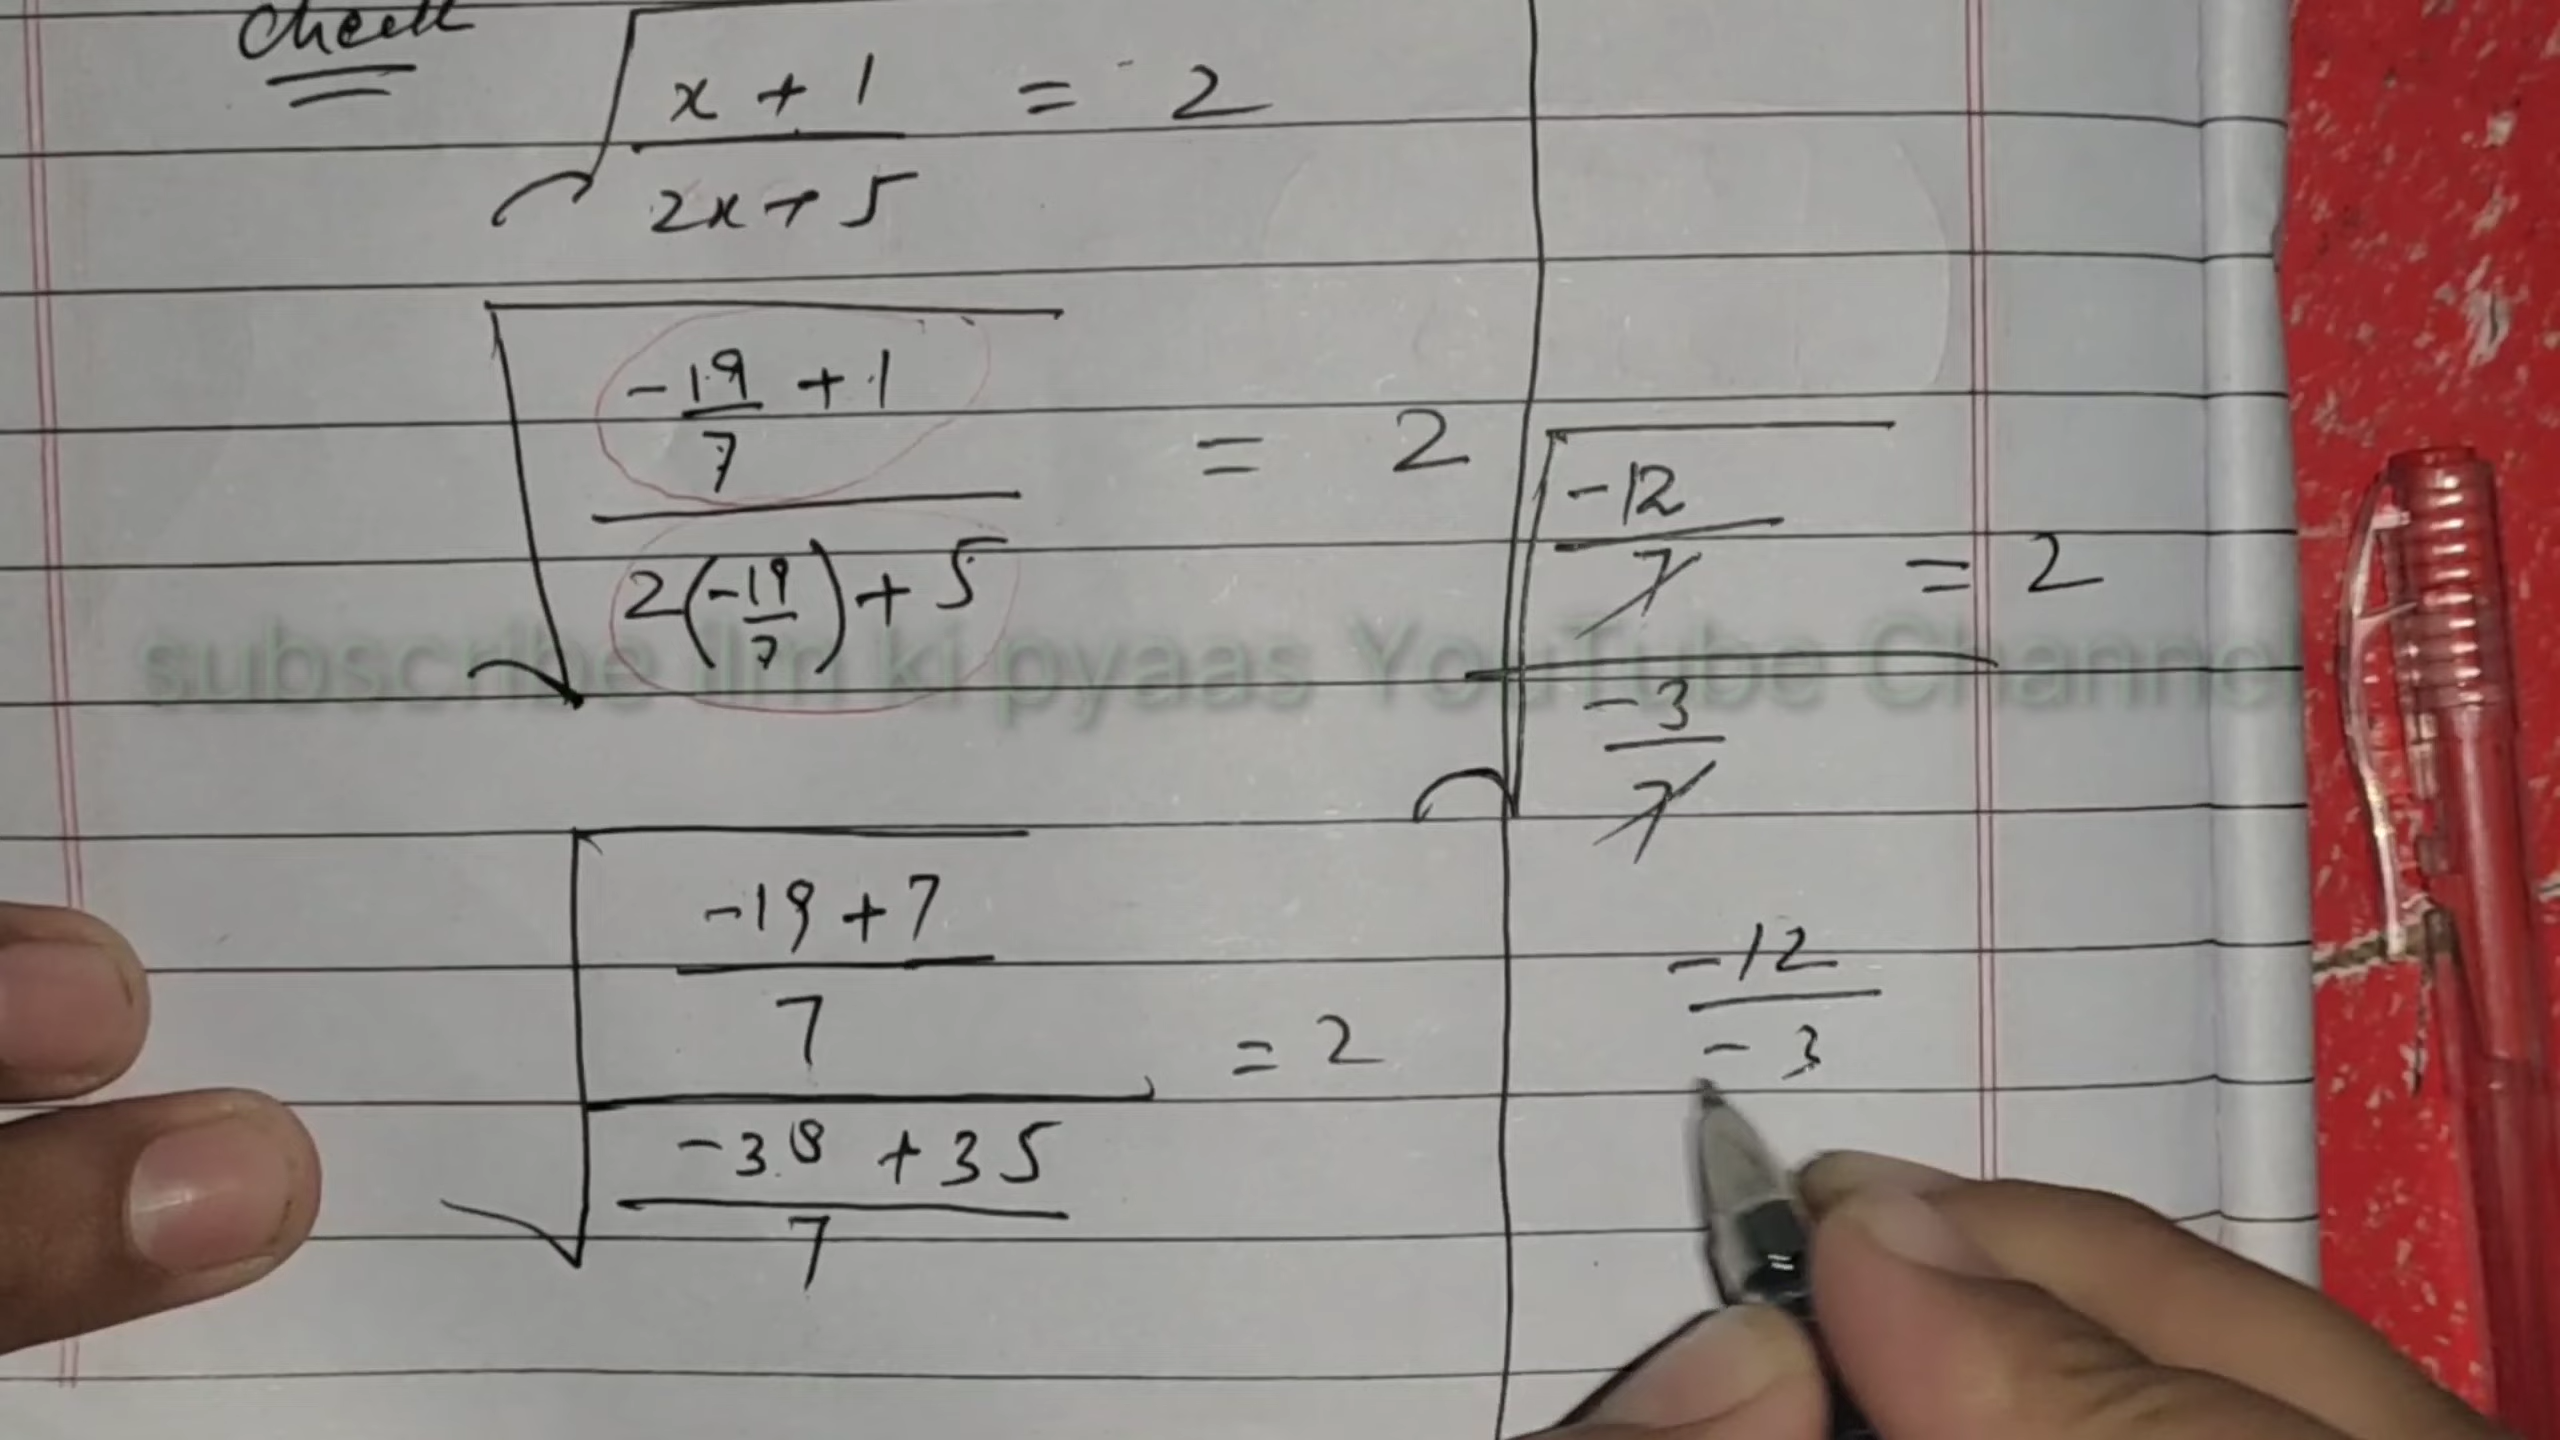 Check
√((x + 1)/(2x + 5)) = 2
√((-19/7 + 1)/(2(-19/7) + 5)) = 2
√(((-19 + 7)/7)/((-38 + 35)/7)) = 2
√((-12/7)/(-3/7)) = 2
-12/-3
subscribe ilm ki pyaas YouTube Channel